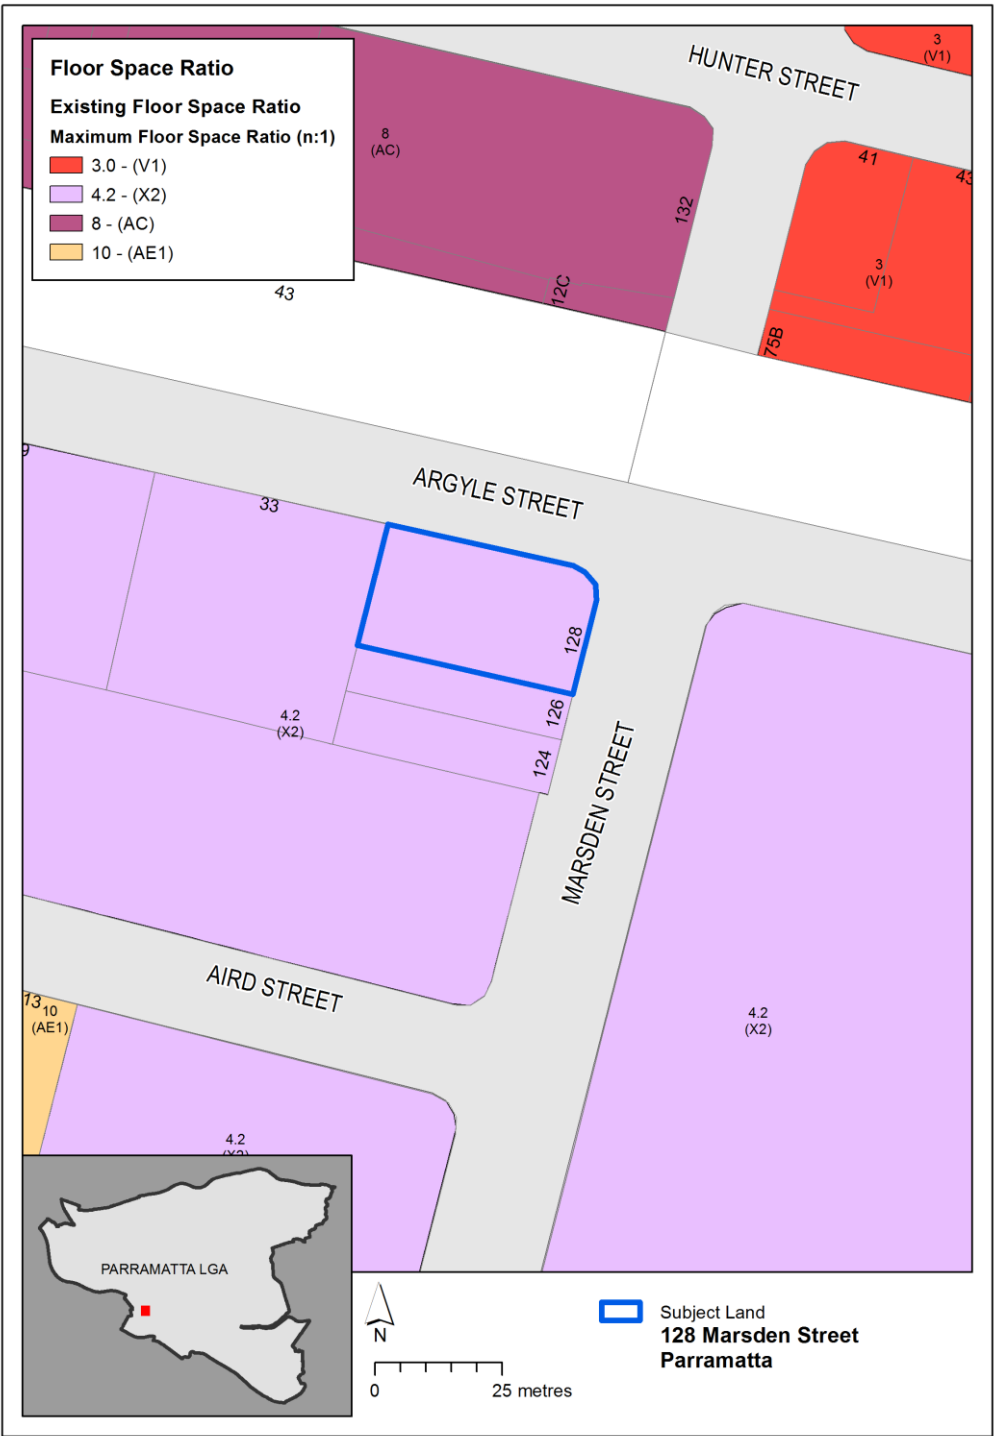 Floor Space Ratio
Existing Floor Space Ratio
Maximum Floor Space Ratio (n:1)
3.0 - (V1)
4.2 - (X2)
8 - (AC)
10 - (AE1)
HUNTER STREET
3
(V1)
8
(AC)
41
43
132
3
(V1)
12C
43
75B
9
33
ARGYLE STREET
128
126
4.2
(X2)
124
MARSDEN STREET
AIRD STREET
13
10
(AE1)
4.2
(X2)
4.2
(X2)
PARRAMATTA LGA
N
0 25 metres
Subject Land
128 Marsden Street
Parramatta